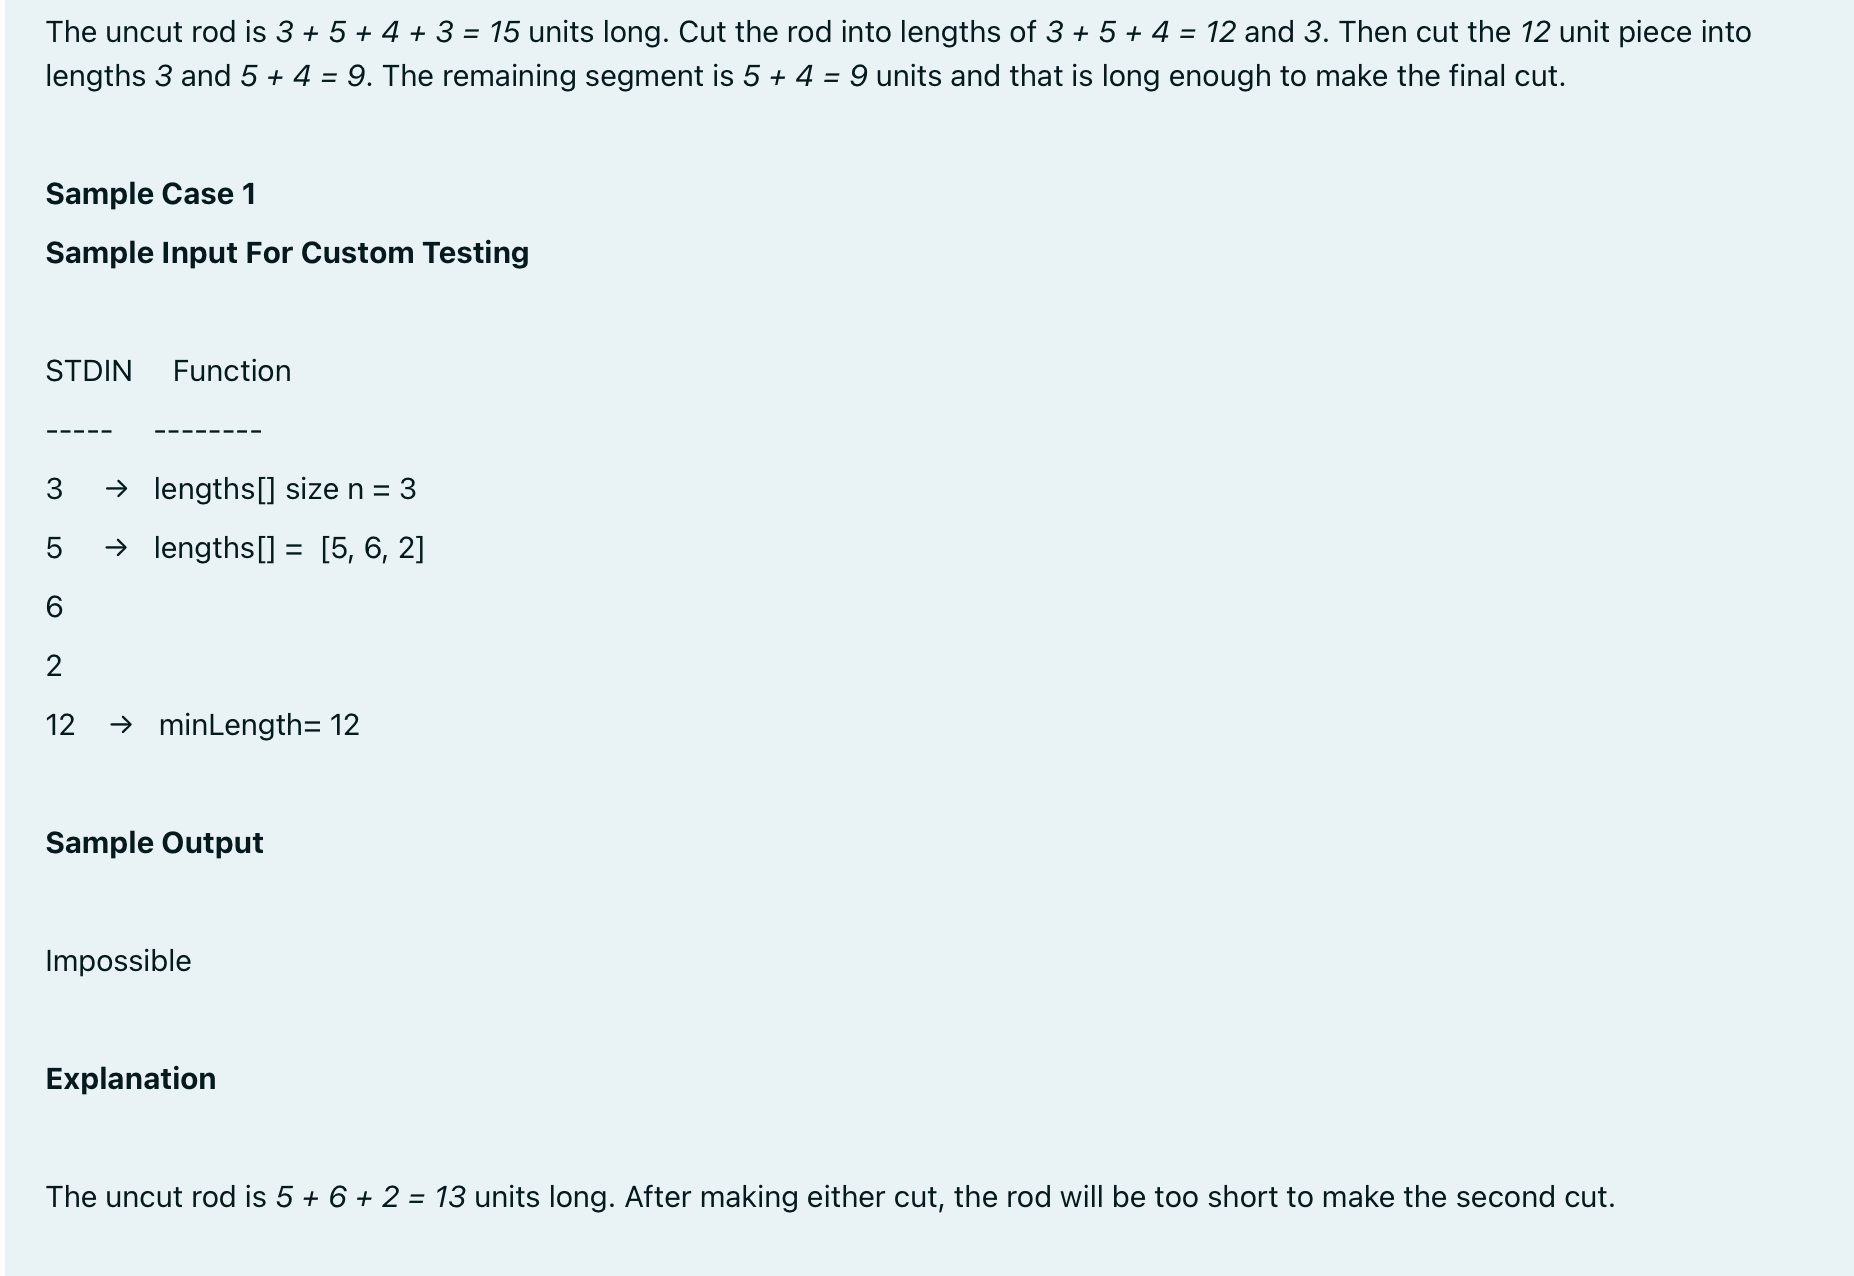 The uncut rod is 3 + 5 + 4 + 3 = 15 units long. Cut the rod into lengths of 3 + 5 + 4 = 12 and 3. Then cut the 12 unit piece into
lengths 3 and 5 + 4 = 9. The remaining segment is 5 + 4 = 9 units and that is long enough to make the final cut.
Sample Case 1
Sample Input For Custom Testing
STDIN Function
----- --------
3 → lengths[] size n = 3
5 → lengths[] = [5, 6, 2]
6
2
12 → minLength= 12
Sample Output
Impossible
Explanation
The uncut rod is 5 + 6 + 2 = 13 units long. After making either cut, the rod will be too short to make the second cut.